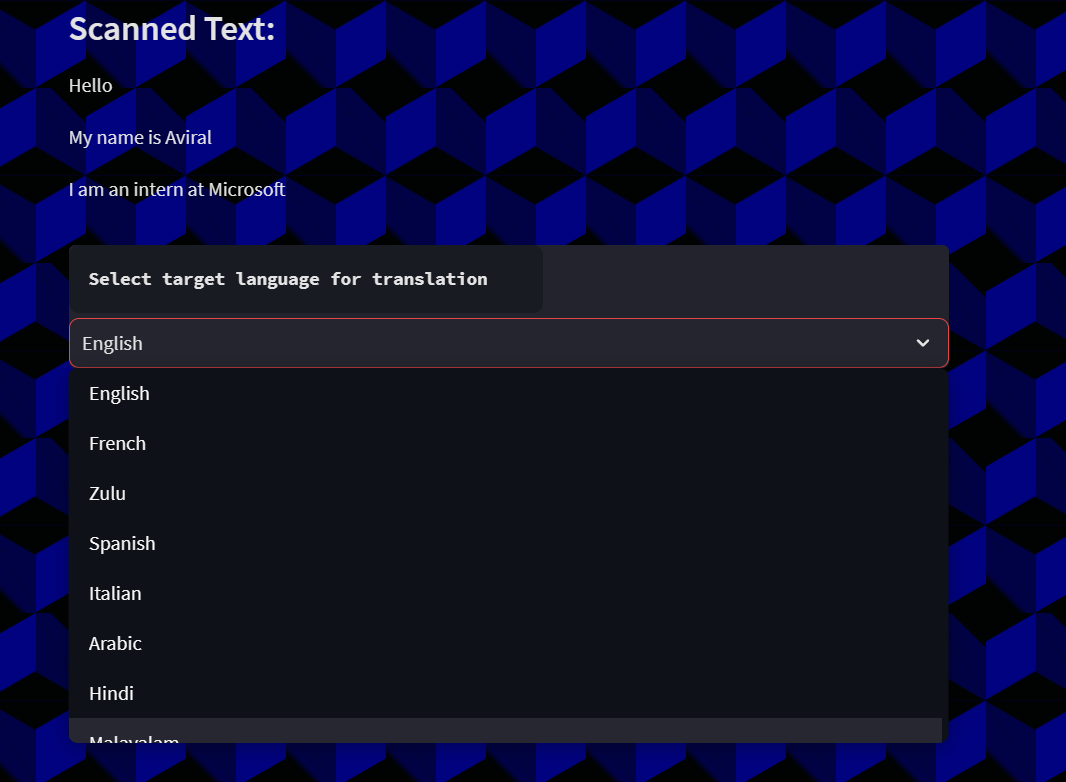 Scanned Text:
Hello
My name is Aviral
I am an intern at Microsoft
Select target language for translation
English
English
French
Zulu
Spanish
Italian
Arabic
Hindi
Malayalam